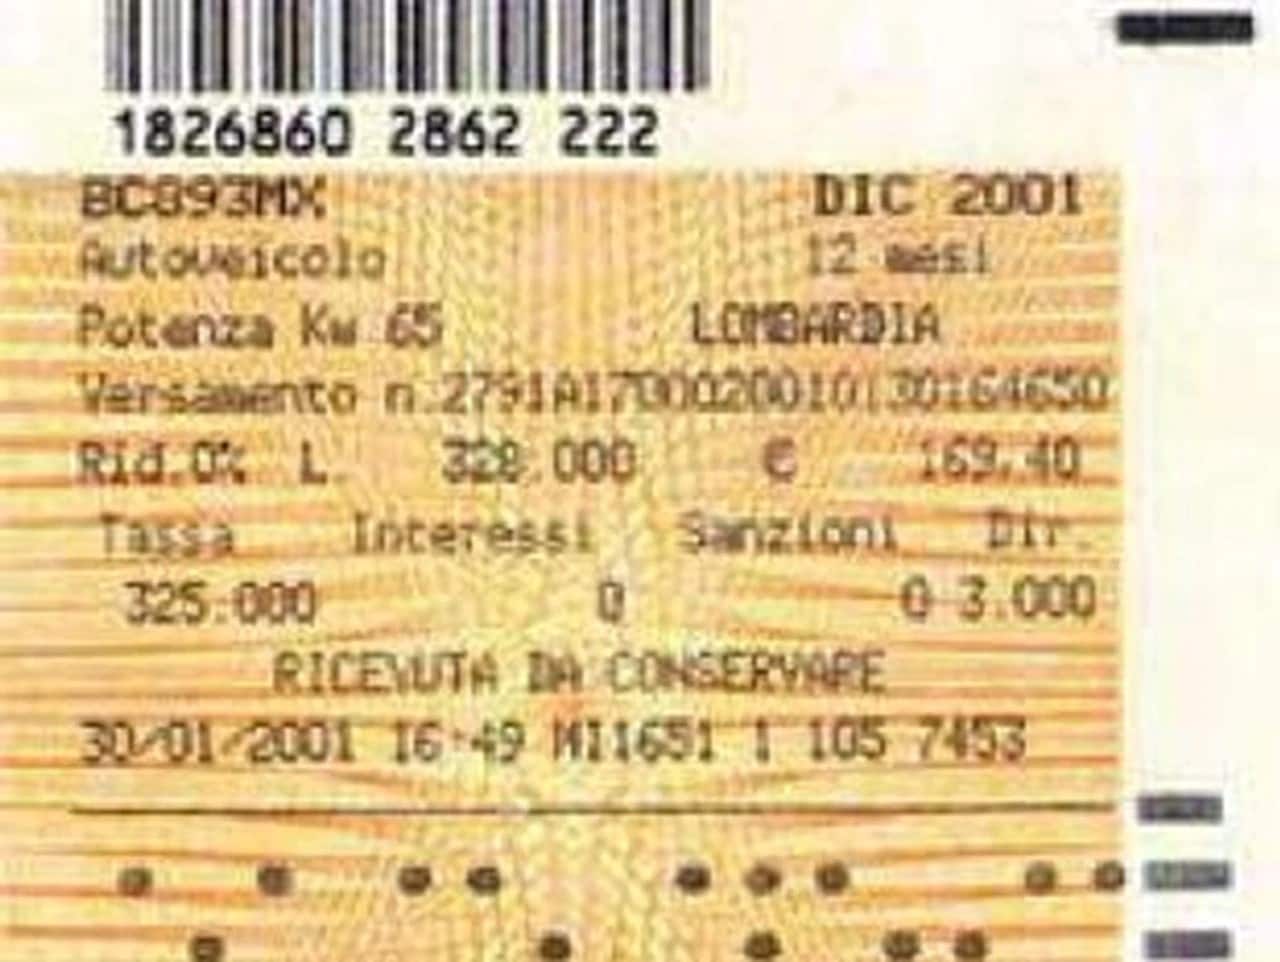 1826860 2862 222
BC893MX DIC 2001
Autoveicolo 12 mesi
Potenza Kw 65 LOMBARDIA
Versamento n.2791A17000200101301646S0
Rid.0% L 328.000 € 169.40
Tassa Interessi Sanzioni Dir.
325.000 0 0 3.000
RICEVUTA DA CONSERVARE
30/01/2001 16:49 MI1651 1 105 7453